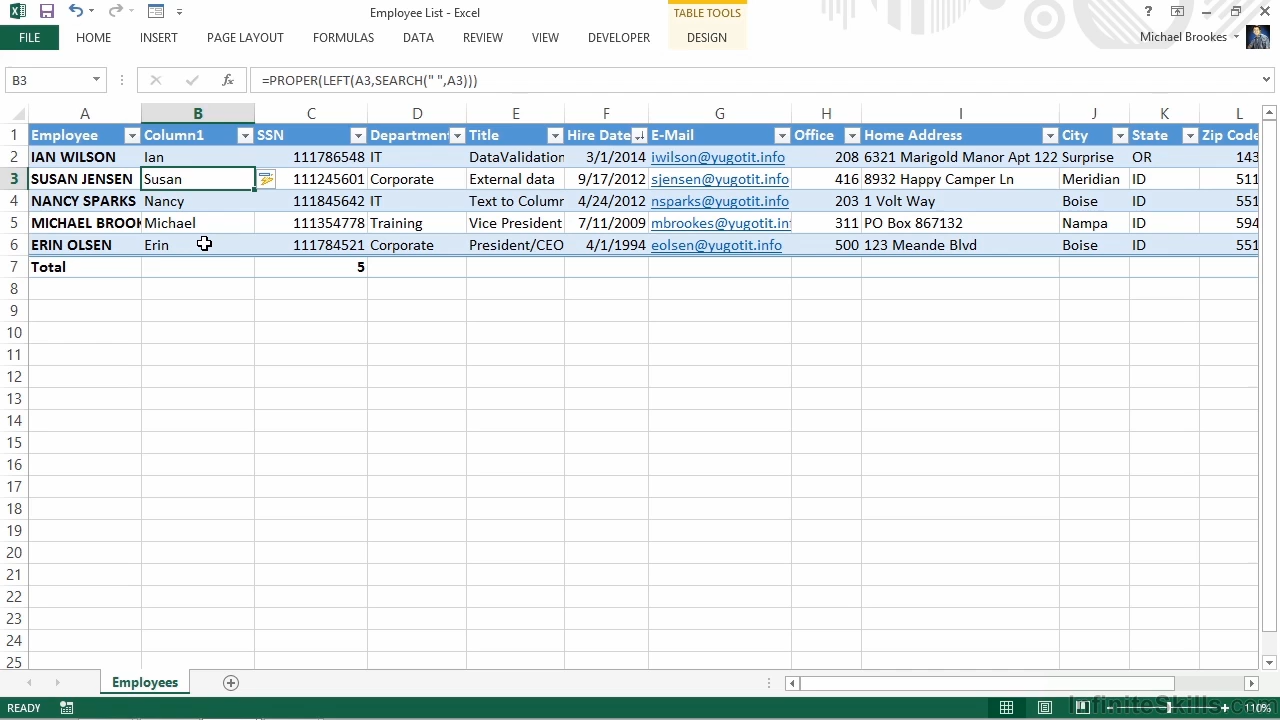 Employee List - Excel
TABLE TOOLS
FILE HOME INSERT PAGE LAYOUT FORMULAS DATA REVIEW VIEW DEVELOPER DESIGN Michael Brookes
B3 fx =PROPER(LEFT(A3,SEARCH(" ",A3)))
A B C D E F G H I J K L
1 Employee Column1 SSN Department Title Hire Date E-Mail Office Home Address City State Zip Code
2 IAN WILSON Ian 111786548 IT DataValidation 3/1/2014 iwilson@yugotit.info 208 6321 Marigold Manor Apt 122 Surprise OR 143
3 SUSAN JENSEN Susan 111245601 Corporate External data 9/17/2012 sjensen@yugotit.info 416 8932 Happy Camper Ln Meridian ID 511
4 NANCY SPARKS Nancy 111845642 IT Text to Column 4/24/2012 nsparks@yugotit.info 203 1 Volt Way Boise ID 551
5 MICHAEL BROOK Michael 111354778 Training Vice President 7/11/2009 mbrookes@yugotit.in 311 PO Box 867132 Nampa ID 594
6 ERIN OLSEN Erin 111784521 Corporate President/CEO 4/1/1994 eolsen@yugotit.info 500 123 Meande Blvd Boise ID 551
7 Total 5
8
9
10
11
12
13
14
15
16
17
18
19
20
21
22
23
24
25
Employees
READY 110%
InfiniteSkills.com